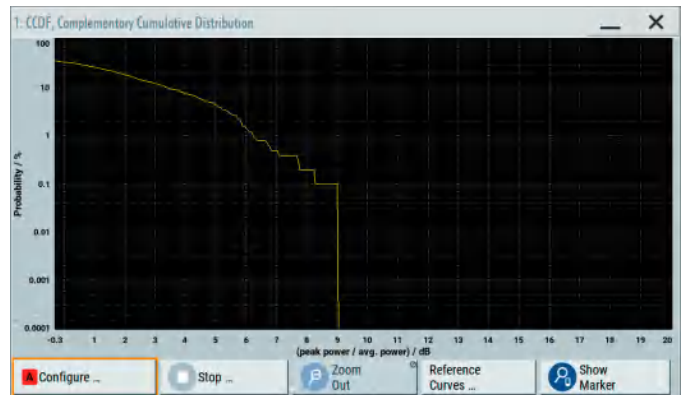 1: CCDF, Complementary Cumulative Distribution
100
10
1
0.1
0.01
0.001
0.0001
Probability / %
-0.3 1 2 3 4 5 6 7 8 9 10 11 12 13 14 15 16 17 18 19 20
(peak power / avg. power) / dB
A Configure ...
Stop ...
Zoom Out
Reference Curves ...
Show Marker